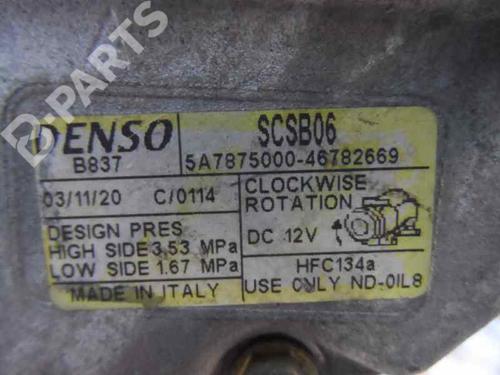 B-PARTS
DENSO
SCSB06
B837
5A7875000-46782669
03/11/20 C/0114
CLOCKWISE
ROTATION
DESIGN PRES
HIGH SIDE 3.53 MPa
LOW SIDE 1.67 MPa
DC 12V
HFC134a
MADE IN ITALY
USE ONLY ND-OIL8